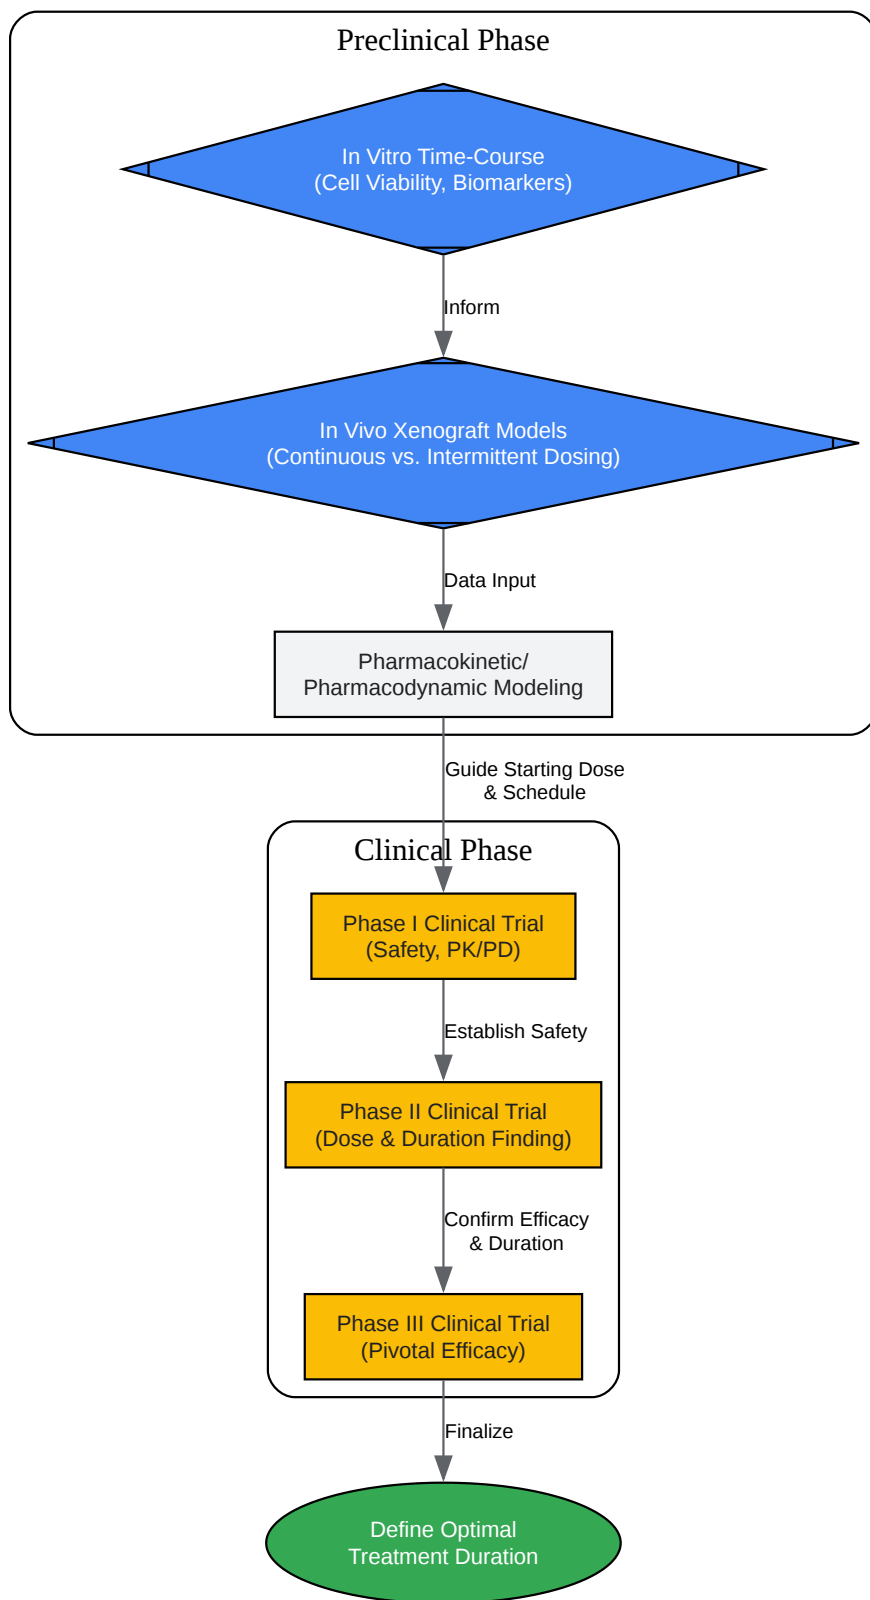 Preclinical Phase
In Vitro Time-Course
(Cell Viability, Biomarkers)
Inform
In Vivo Xenograft Models
(Continuous vs. Intermittent Dosing)
Data Input
Pharmacokinetic/
Pharmacodynamic Modeling
Guide Starting Dose
& Schedule
Clinical Phase
Phase I Clinical Trial
(Safety, PK/PD)
Establish Safety
Phase II Clinical Trial
(Dose & Duration Finding)
Confirm Efficacy
& Duration
Phase III Clinical Trial
(Pivotal Efficacy)
Finalize
Define Optimal
Treatment Duration